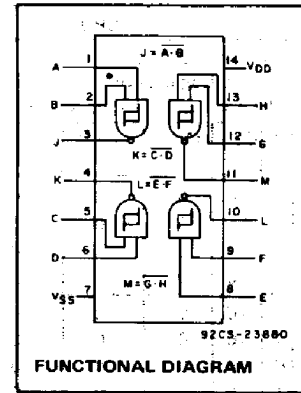 J = A·B
A 1
14 VDD
B 2
13 H
J 3
12 G
K = C·D
11 M
K 4
L = E·F
10 L
C 5
D 6
9 F
M = G·H
VSS 7
8 E
92CS-23880
FUNCTIONAL DIAGRAM